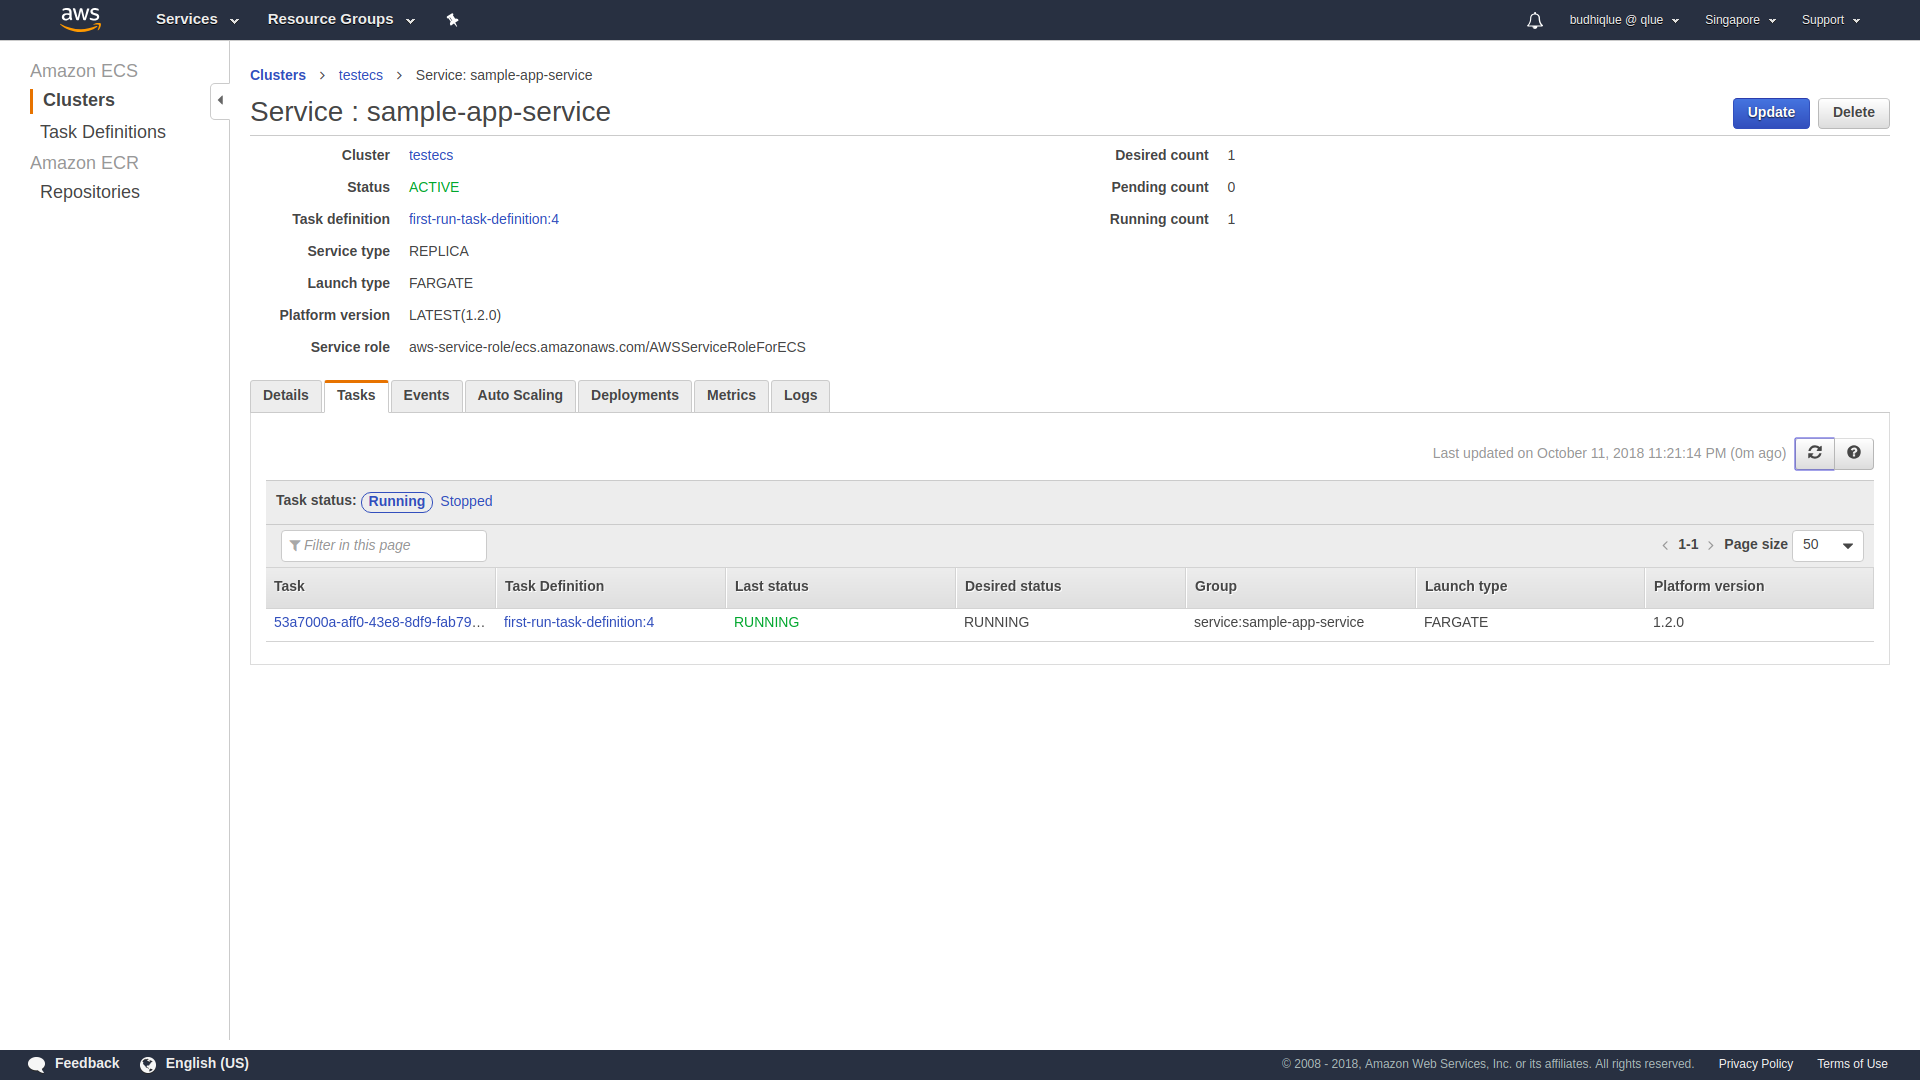 aws Services Resource Groups budhiqlue @ qlue Singapore Support
Amazon ECS
Clusters
Task Definitions
Amazon ECR
Repositories
Clusters > testecs > Service: sample-app-service
Service : sample-app-service
Update Delete
Cluster testecs
Status ACTIVE
Task definition first-run-task-definition:4
Service type REPLICA
Launch type FARGATE
Platform version LATEST(1.2.0)
Service role aws-service-role/ecs.amazonaws.com/AWSServiceRoleForECS
Desired count 1
Pending count 0
Running count 1
Details Tasks Events Auto Scaling Deployments Metrics Logs
Last updated on October 11, 2018 11:21:14 PM (0m ago)
Task status: Running Stopped
Filter in this page
< 1-1 > Page size 50
Task Task Definition Last status Desired status Group Launch type Platform version
53a7000a-aff0-43e8-8df9-fab79… first-run-task-definition:4 RUNNING RUNNING service:sample-app-service FARGATE 1.2.0
Feedback English (US) © 2008 - 2018, Amazon Web Services, Inc. or its affiliates. All rights reserved. Privacy Policy Terms of Use